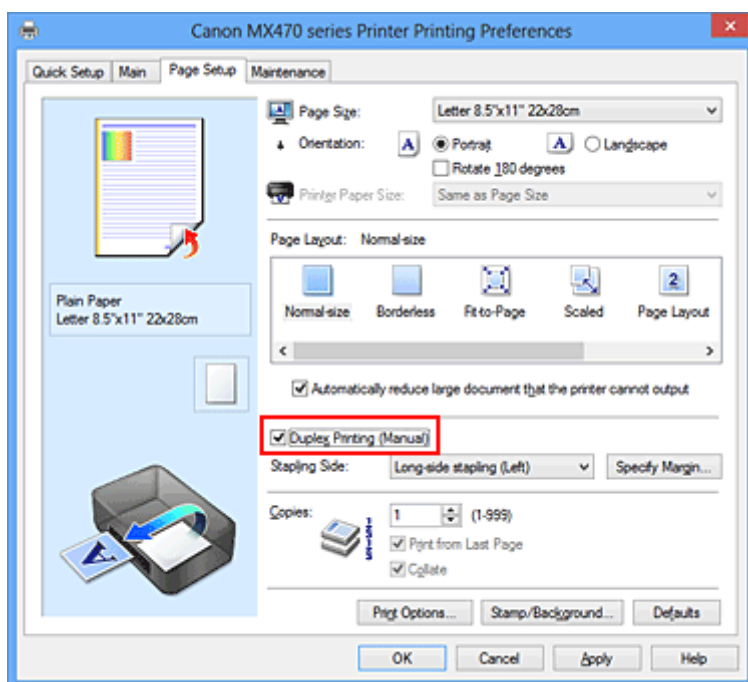 Canon MX470 series Printer Printing Preferences
Quick Setup Main Page Setup Maintenance
Page Size: Letter 8.5"x11" 22x28cm
Orientation: A Portrait A Landscape
Rotate 180 degrees
Printer Paper Size: Same as Page Size
Page Layout: Normal-size
2
Normal-size Borderless Fit-to-Page Scaled Page Layout
Plain Paper
Letter 8.5"x11" 22x28cm
Automatically reduce large document that the printer cannot output
Duplex Printing (Manual)
Stapling Side: Long-side stapling (Left) Specify Margin...
Copies: 1 (1-999)
Print from Last Page
Collate
A
Print Options... Stamp/Background... Defaults
OK Cancel Apply Help